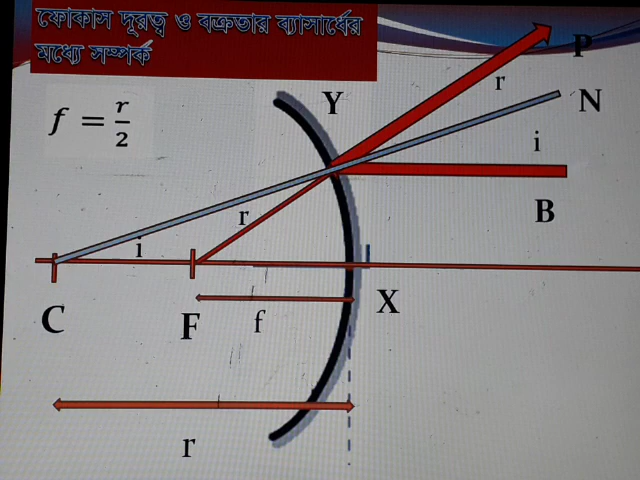 ফোকাস দূরত্ব ও বক্রতার ব্যাসার্ধের
মধ্যে সম্পর্ক
P
r
N
Y
f = r/2
i
B
r
i
C
F
f
X
r